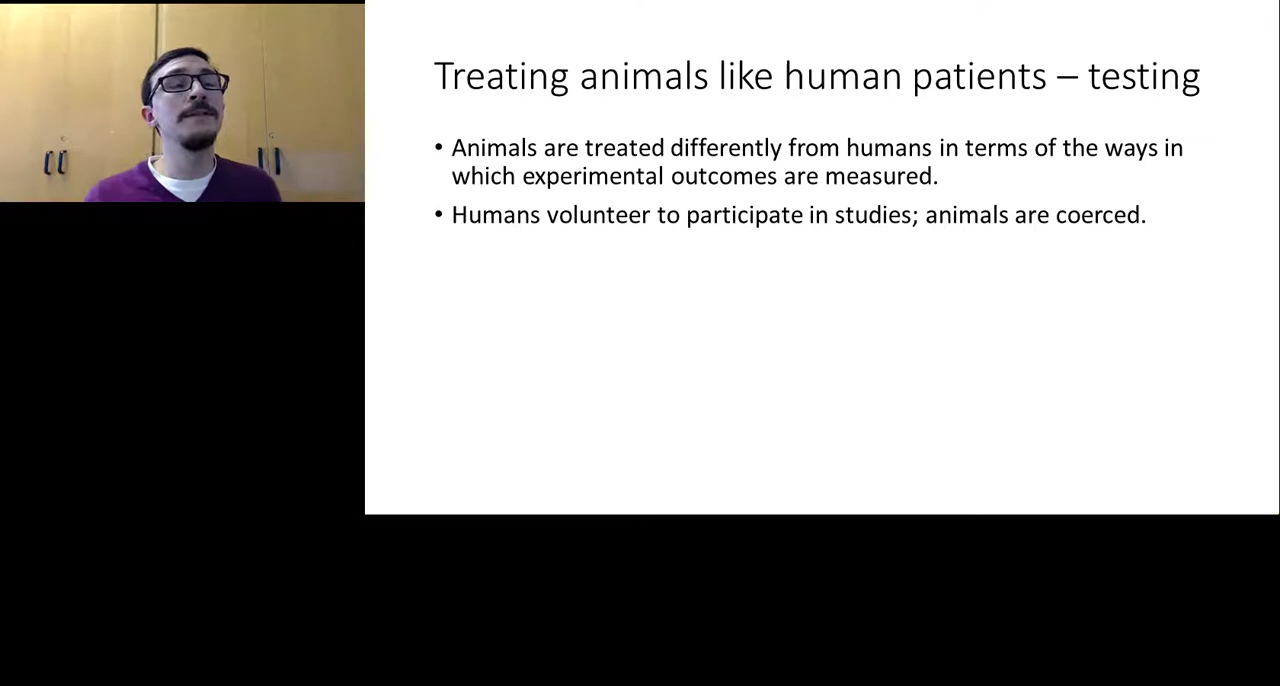 Treating animals like human patients – testing
• Animals are treated differently from humans in terms of the ways in
which experimental outcomes are measured.
• Humans volunteer to participate in studies; animals are coerced.